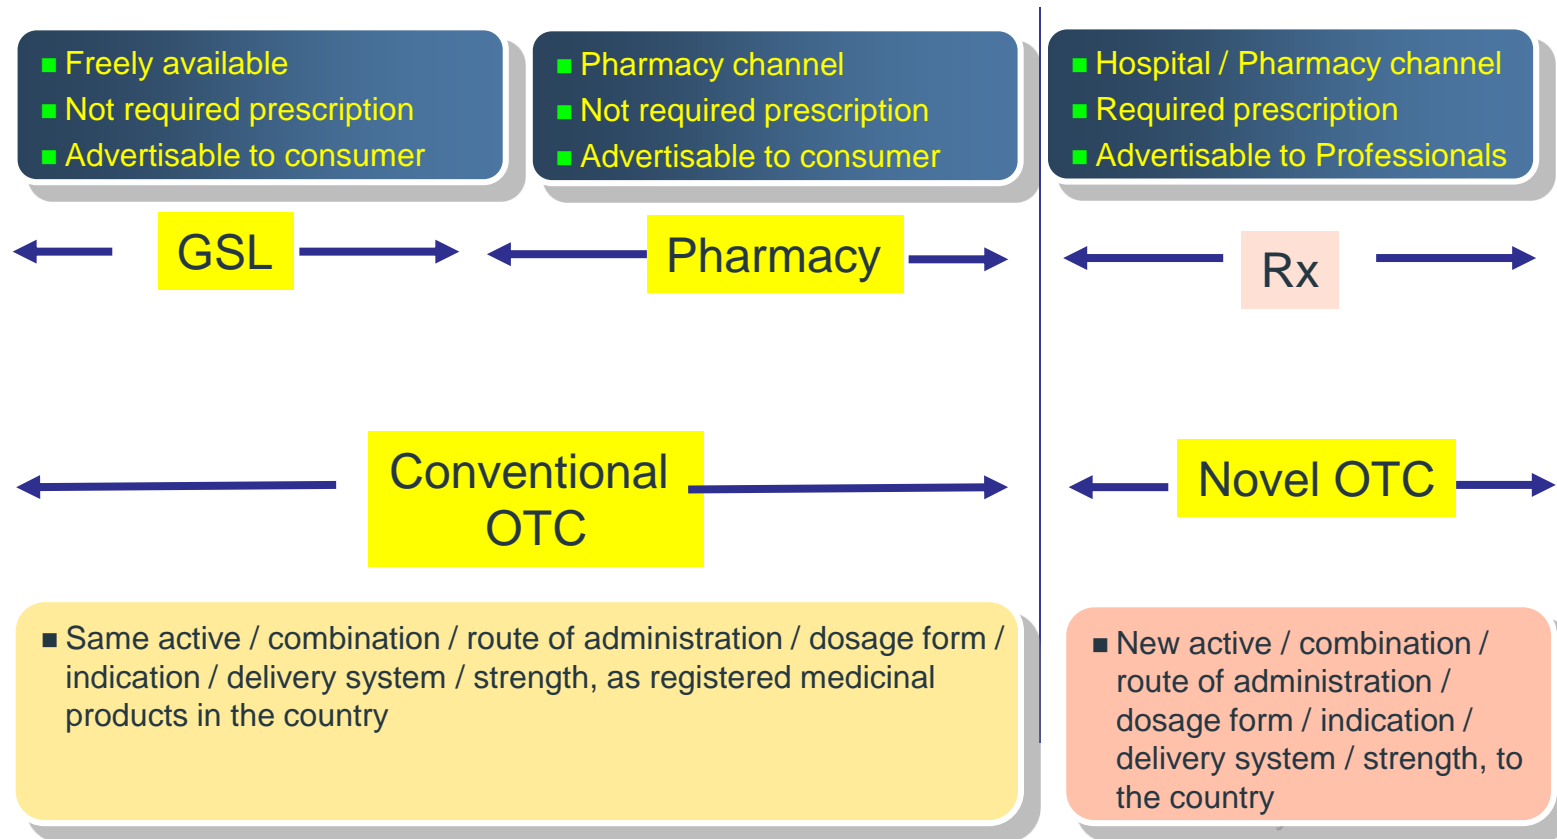 Freely available
Not required prescription
Advertisable to consumer
Pharmacy channel
Not required prescription
Advertisable to consumer
Hospital / Pharmacy channel
Required prescription
Advertisable to Professionals
GSL
Pharmacy
Rx
Conventional
OTC
Novel OTC
Same active / combination / route of administration / dosage form /
indication / delivery system / strength, as registered medicinal
products in the country
New active / combination /
route of administration /
dosage form / indication /
delivery system / strength, to
the country